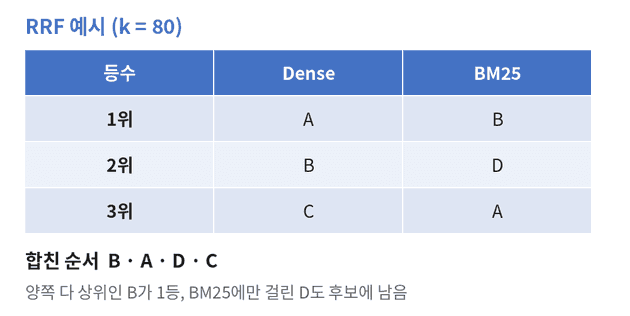 RRF 예시 (k = 80)
등수 Dense BM25
1위 A B
2위 B D
3위 C A
합친 순서 B · A · D · C
양쪽 다 상위인 B가 1등, BM25에만 걸린 D도 후보에 남음